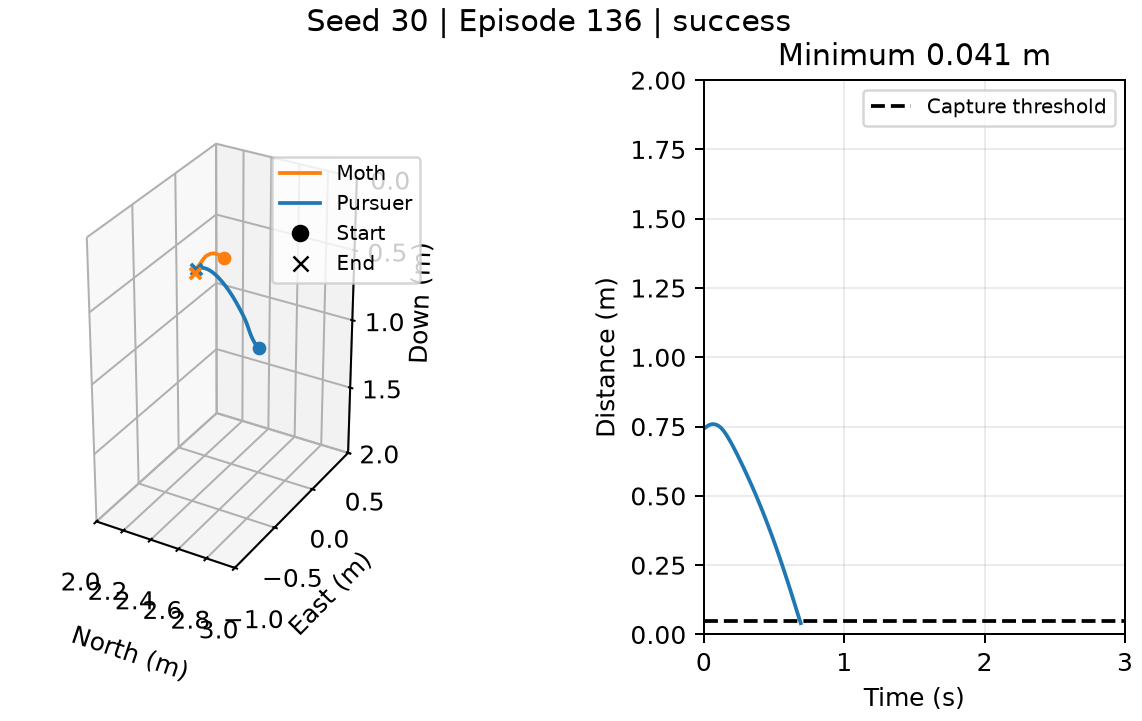 Seed 30 | Episode 136 | success
Moth
Pursuer
Start
End
0.0
0.5
1.0
1.5
2.0
Down (m)
0.5
0.0
−0.5
−1.0
East (m)
2.0
2.2
2.4
2.6
2.8
3.0
North (m)
Minimum 0.041 m
Capture threshold
2.00
1.75
1.50
1.25
1.00
0.75
0.50
0.25
0.00
Distance (m)
0
1
2
3
Time (s)